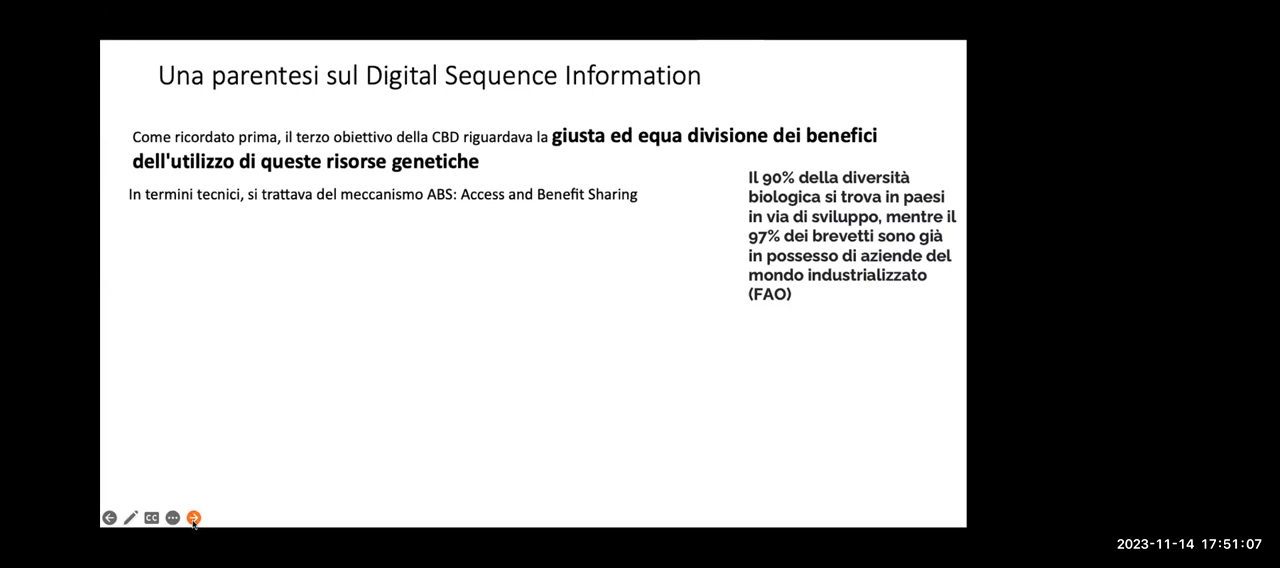 Una parentesi sul Digital Sequence Information
Come ricordato prima, il terzo obiettivo della CBD riguardava la giusta ed equa divisione dei benefici
dell'utilizzo di queste risorse genetiche
In termini tecnici, si trattava del meccanismo ABS: Access and Benefit Sharing
Il 90% della diversità
biologica si trova in paesi
in via di sviluppo, mentre il
97% dei brevetti sono già
in possesso di aziende del
mondo industrializzato
(FAO)
CC
2023-11-14 17:51:07